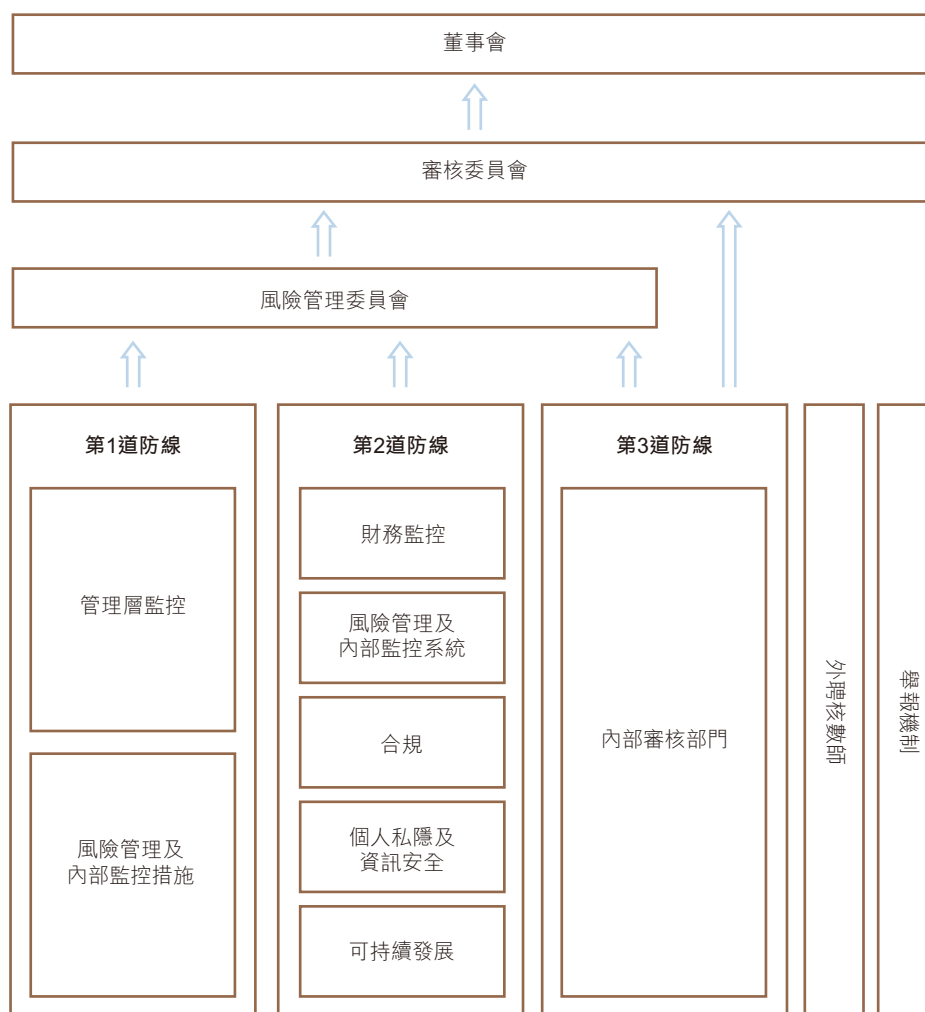 董事會
審核委員會
風險管理委員會
第1道防線
管理層監控
風險管理及
內部監控措施
第2道防線
財務監控
風險管理及
內部監控系統
合規
個人私隱及
資訊安全
可持續發展
第3道防線
內部審核部門
外聘核數師
舉報機制